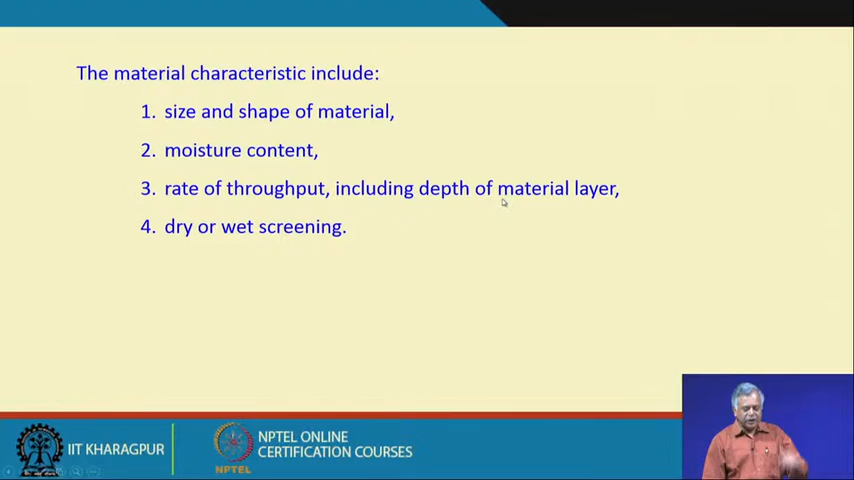 The material characteristic include:
1. size and shape of material,
2. moisture content,
3. rate of throughput, including depth of material layer,
4. dry or wet screening.
IIT KHARAGPUR
NPTEL
NPTEL ONLINE
CERTIFICATION COURSES